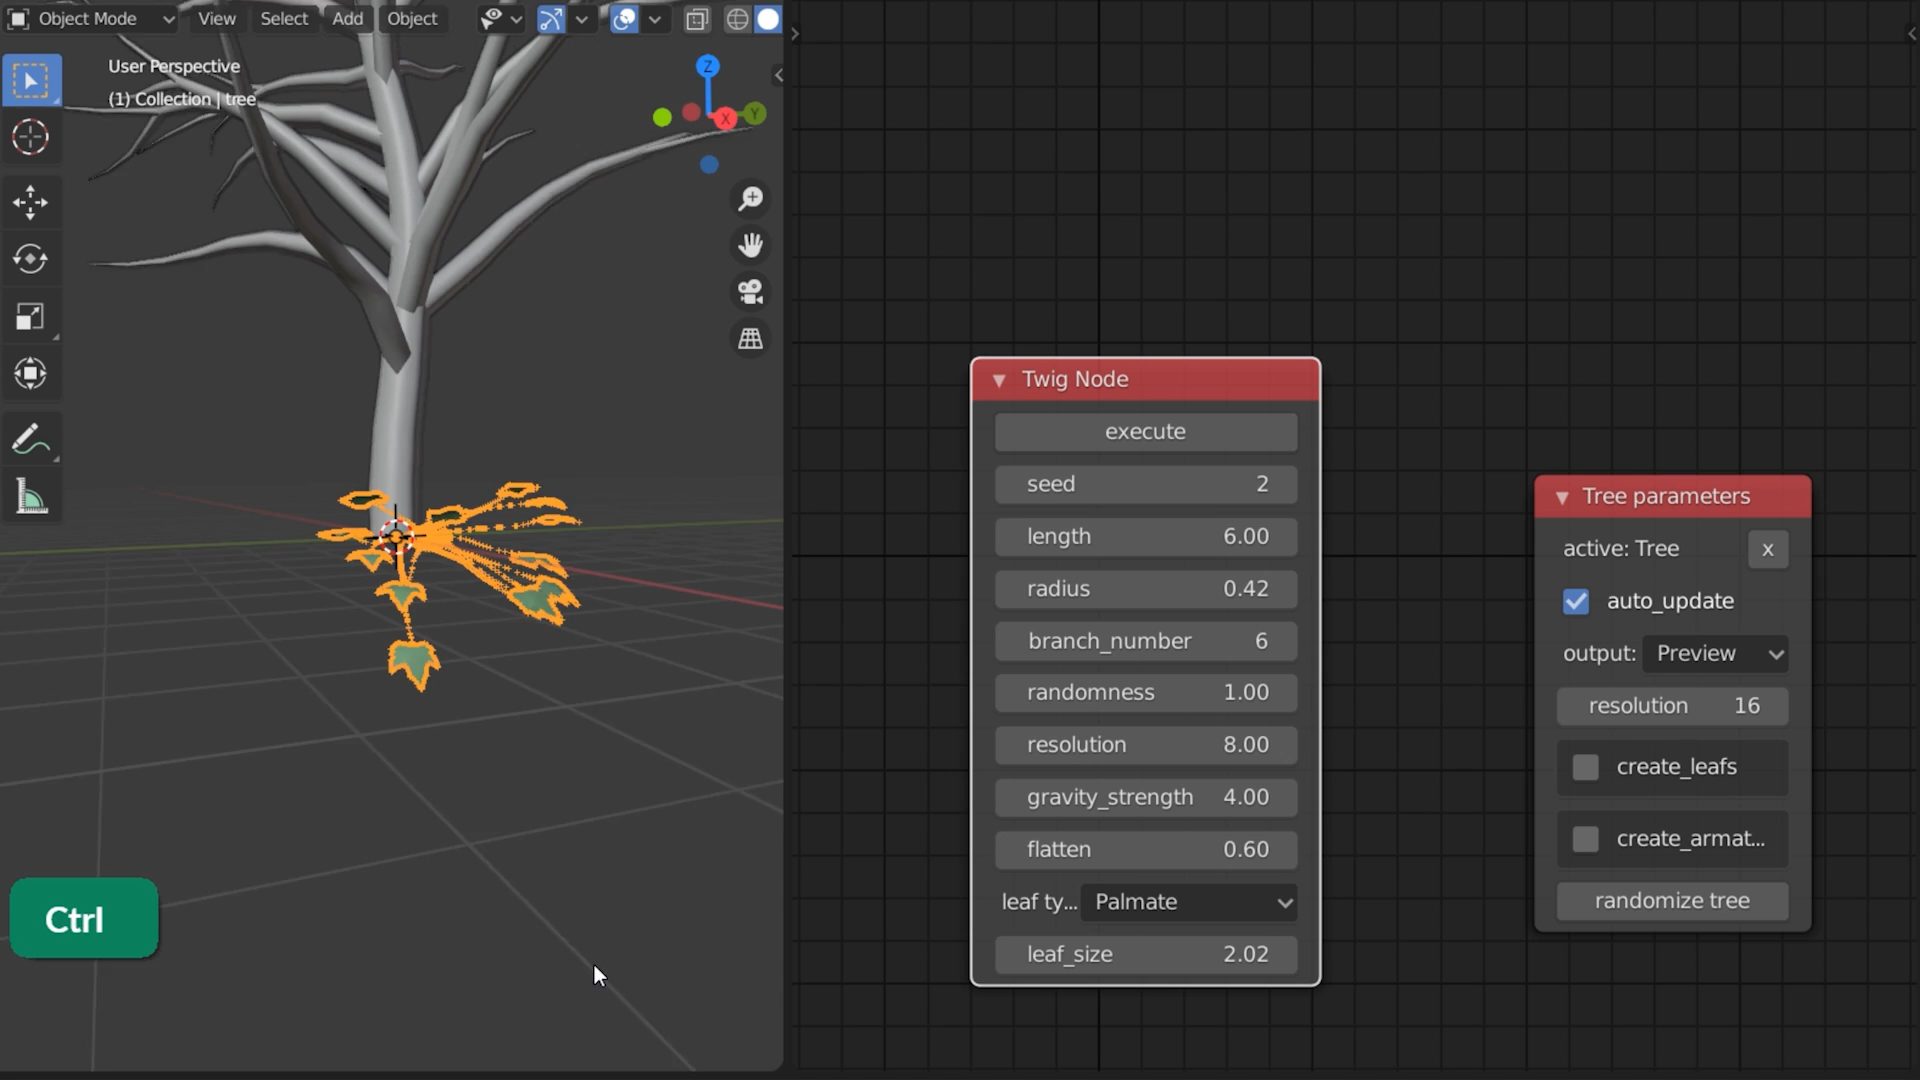 Object Mode View Select Add Object
User Perspective
(1) Collection | tree
Z
X
Y
Ctrl
Twig Node
execute
seed 2
length 6.00
radius 0.42
branch_number 6
randomness 1.00
resolution 8.00
gravity_strength 4.00
flatten 0.60
leaf ty... Palmate
leaf_size 2.02
Tree parameters
active: Tree x
auto_update
output: Preview
resolution 16
create_leafs
create_armat...
randomize tree